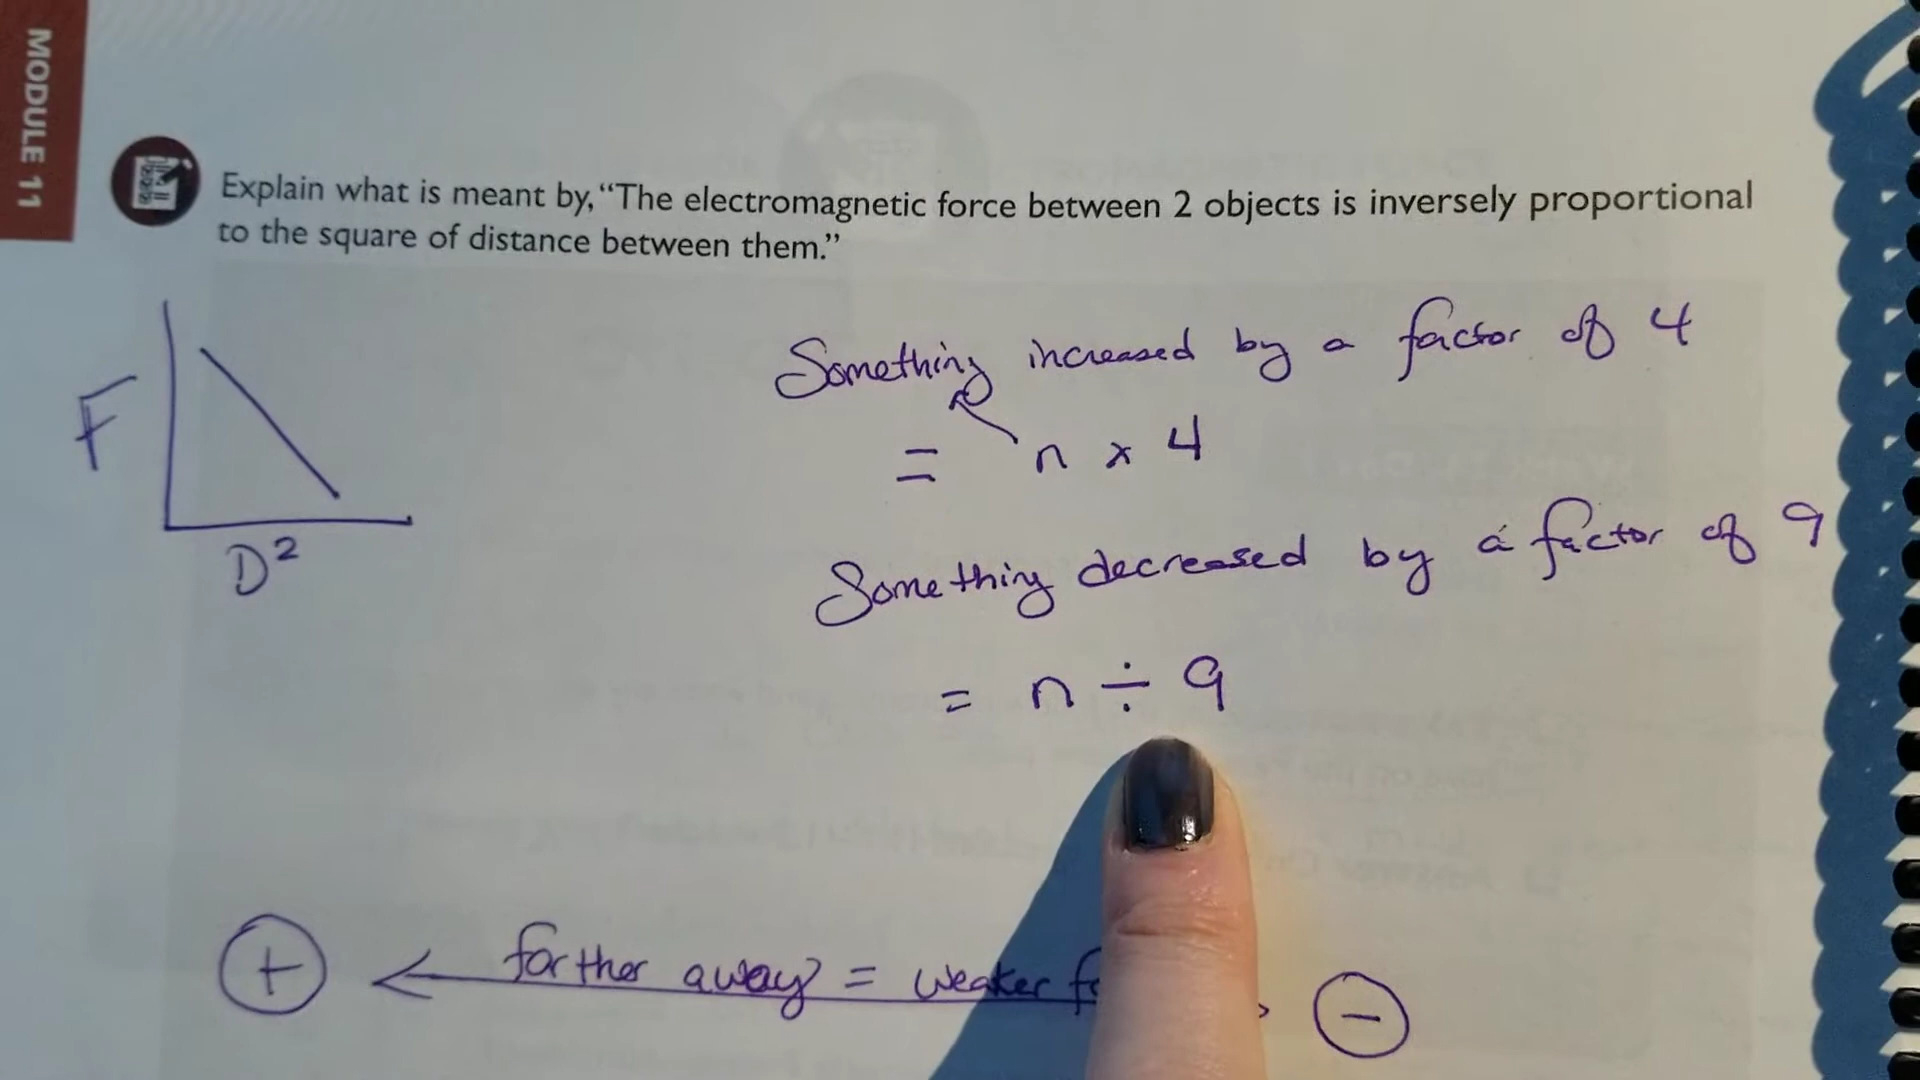 MODULE 11
Explain what is meant by, “The electromagnetic force between 2 objects is inversely proportional
to the square of distance between them.”
F
D²
Something increased by a factor of 4
= n × 4
Something decreased by a factor of 9
= n ÷ 9
+
farther away = weaker
−